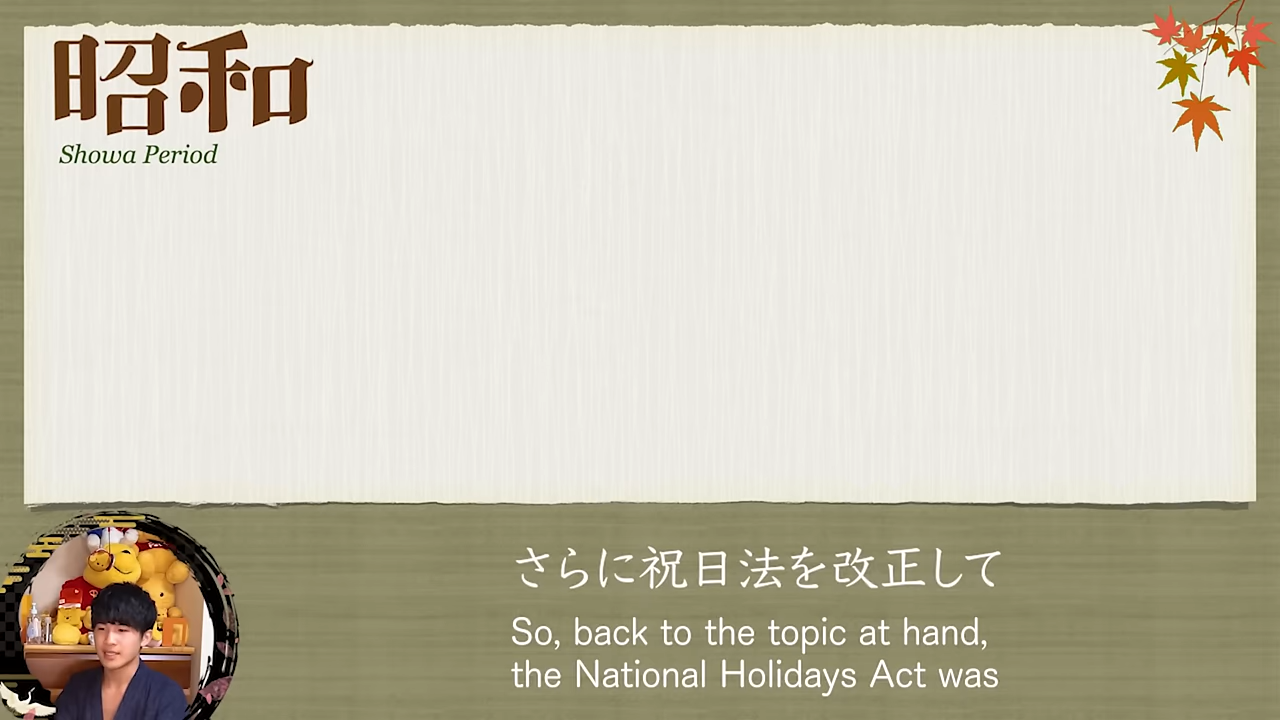 昭和
Showa Period
さらに祝日法を改正して
So, back to the topic at hand,
the National Holidays Act was